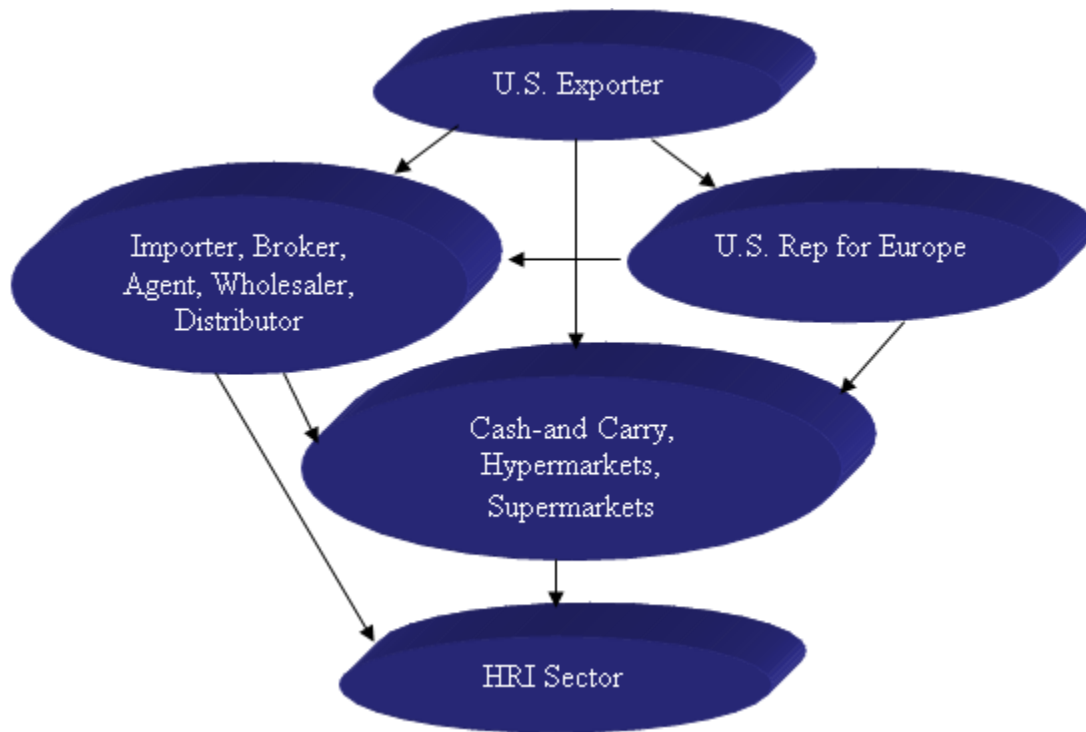 U.S. Exporter
Importer, Broker,
Agent, Wholesaler,
Distributor
U.S. Rep for Europe
Cash-and Carry,
Hypermarkets,
Supermarkets
HRI Sector